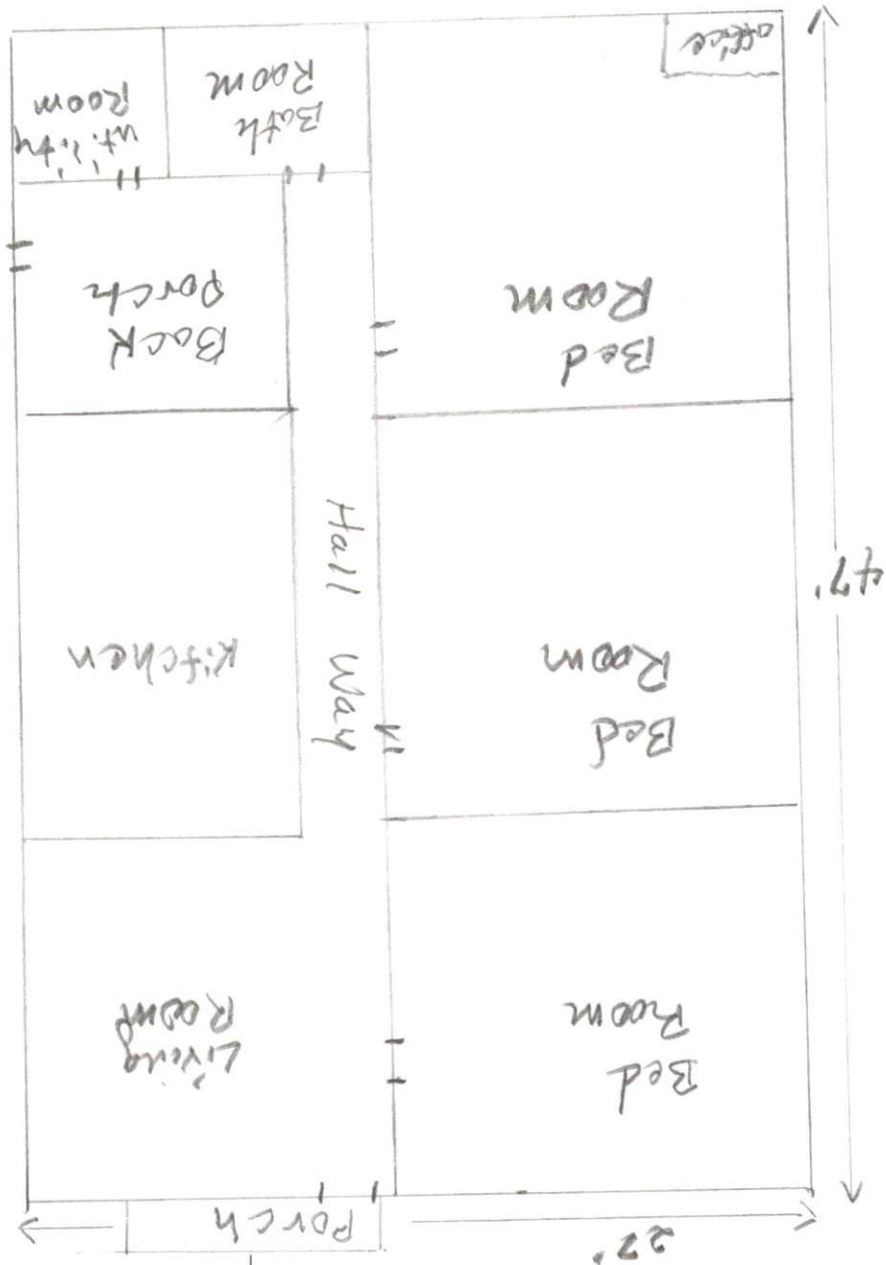 27'
Porch
Bed
Room
Living
Room
Bed
Room
Hall Way
Kitchen
47'
Bed
Room
Back
Porch
Bath
Room
utility
Room
office